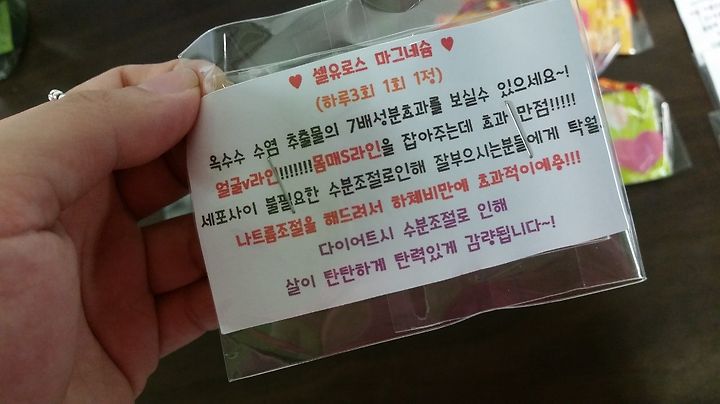 ♥ 셀유로스 마그네슘 ♥
(하루3회 1회 1정)
옥수수 수염 추출물의 7배성분효과를 보실수 있으세요~!
얼굴v라인!!!!!!!몸매S라인을 잡아주는데 효과 만점!!!!!
세포사이 불필요한 수분조절로인해 잘부으시는분들에게 탁월
나트륨조절을 해드려서 하체비만에 효과적이에용!!!
다이어트시 수분조절로 인해
살이 탄탄하게 탄력있게 감량됩니다~!